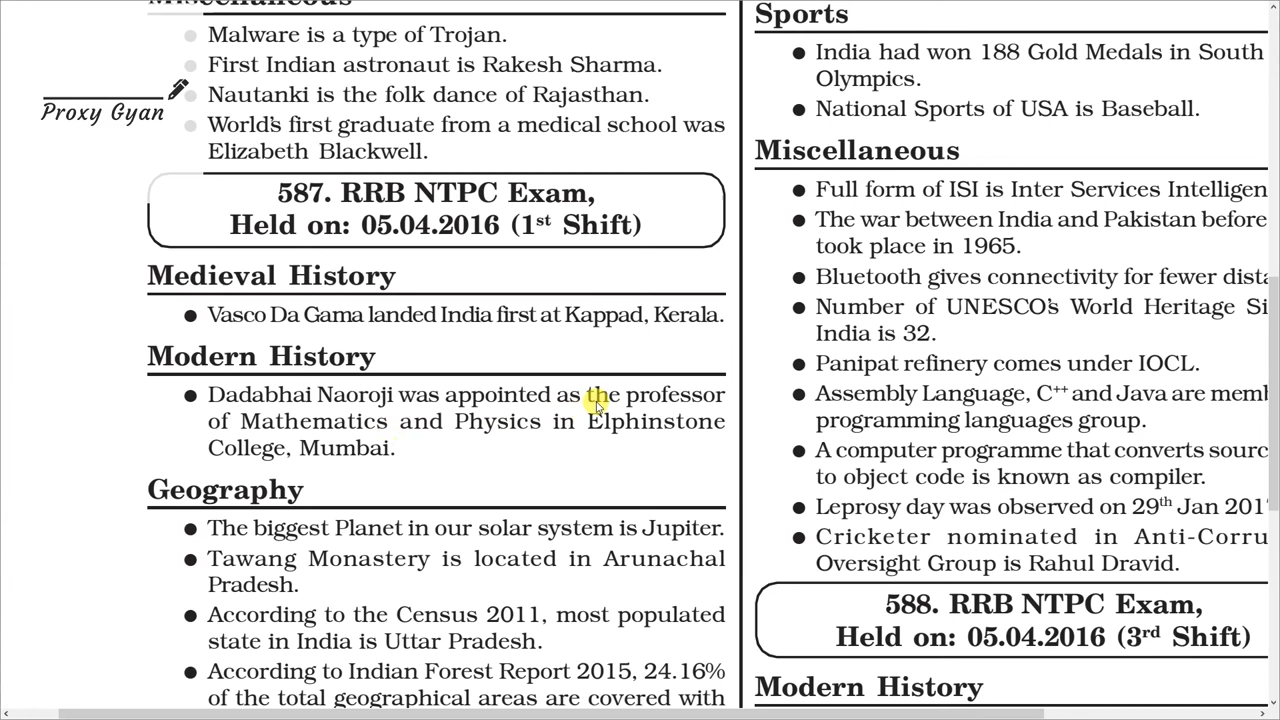 Malware is a type of Trojan.
First Indian astronaut is Rakesh Sharma.
Nautanki is the folk dance of Rajasthan.
Proxy Gyan
World's first graduate from a medical school was
Elizabeth Blackwell.
587. RRB NTPC Exam,
Held on: 05.04.2016 (1st Shift)
Medieval History
Vasco Da Gama landed India first at Kappad, Kerala.
Modern History
Dadabhai Naoroji was appointed as the professor
of Mathematics and Physics in Elphinstone
College, Mumbai.
Geography
The biggest Planet in our solar system is Jupiter.
Tawang Monastery is located in Arunachal
Pradesh.
According to the Census 2011, most populated
state in India is Uttar Pradesh.
According to Indian Forest Report 2015, 24.16%
of the total geographical areas are covered with
Sports
India had won 188 Gold Medals in South
Olympics.
National Sports of USA is Baseball.
Miscellaneous
Full form of ISI is Inter Services Intelligen
The war between India and Pakistan before
took place in 1965.
Bluetooth gives connectivity for fewer dista
Number of UNESCO's World Heritage Si
India is 32.
Panipat refinery comes under IOCL.
Assembly Language, C++ and Java are memb
programming languages group.
A computer programme that converts sourc
to object code is known as compiler.
Leprosy day was observed on 29th Jan 201
Cricketer nominated in Anti-Corru
Oversight Group is Rahul Dravid.
588. RRB NTPC Exam,
Held on: 05.04.2016 (3rd Shift)
Modern History